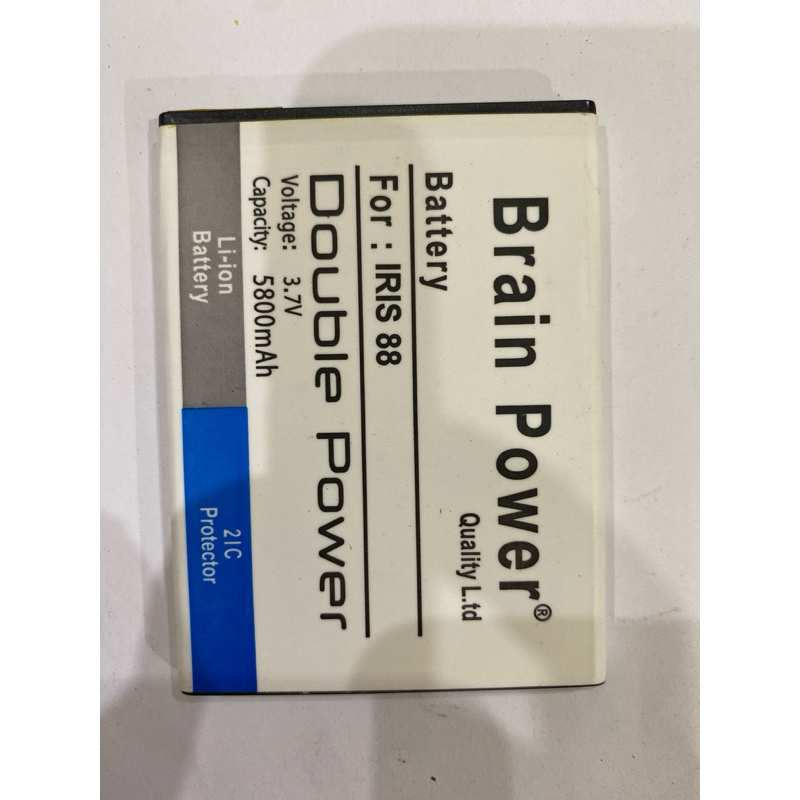 Brain Power®
Quality L.td
Battery
For : IRIS 88
Double Power
Voltage: 3.7V
Capacity: 5800mAh
Li-ion
Battery
2IC
Protector